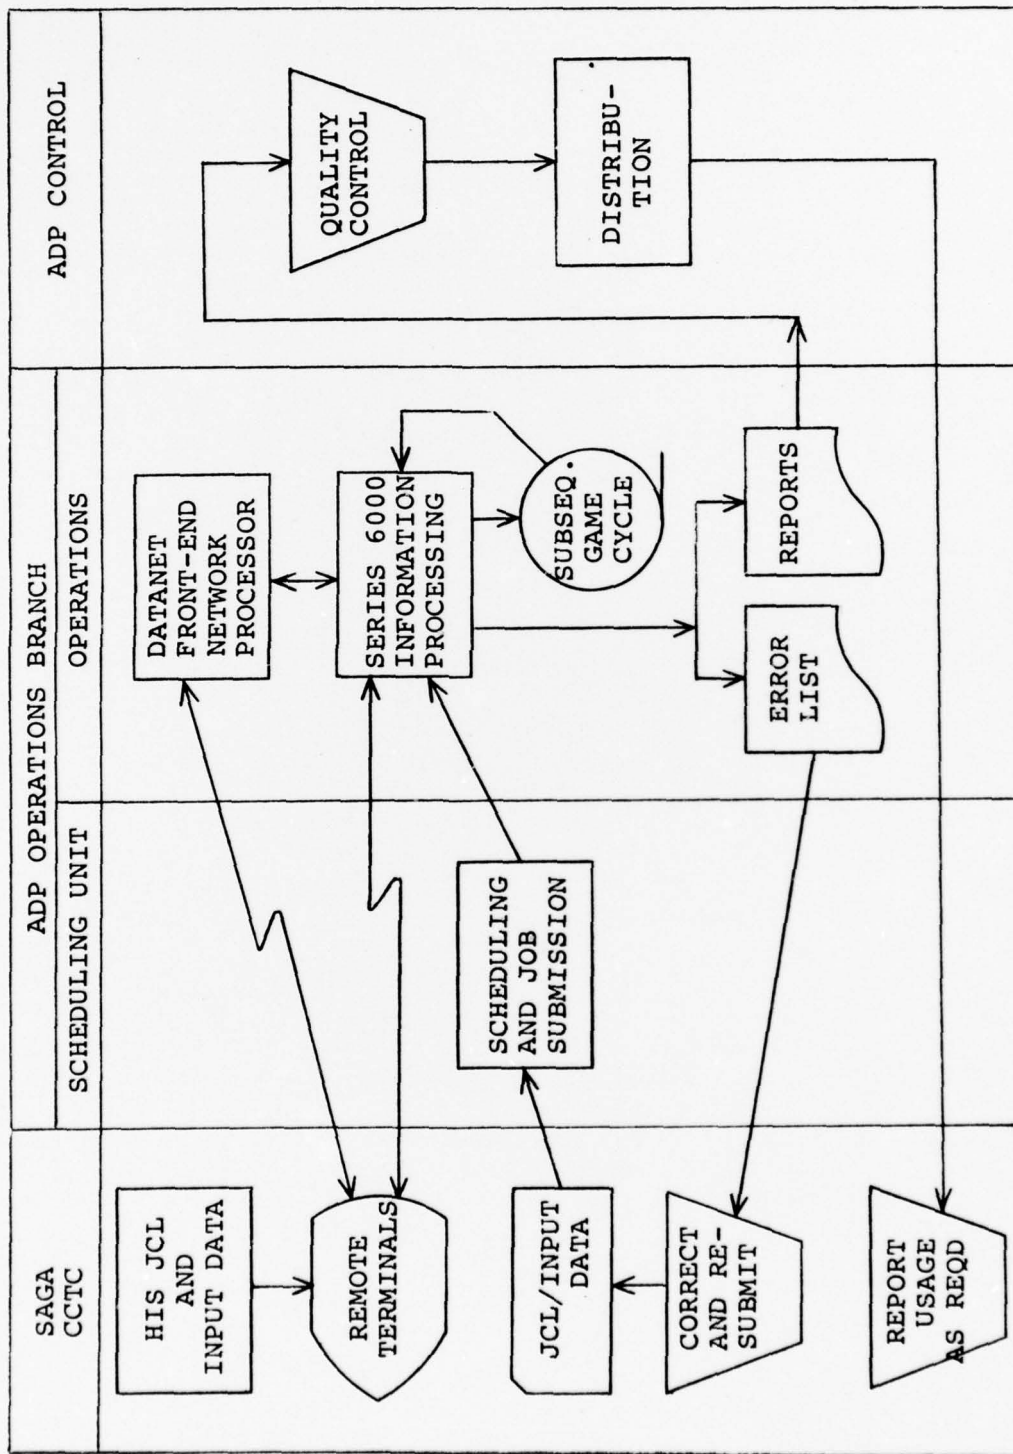 SAGA
CCTC
ADP OPERATIONS BRANCH
SCHEDULING UNIT
OPERATIONS
ADP CONTROL
HIS JCL
AND
INPUT DATA
REMOTE
TERMINALS
JCL/INPUT
DATA
CORRECT
AND RE-
SUBMIT
REPORT
USAGE
AS REQD
SCHEDULING
AND JOB
SUBMISSION
DATANET
FRONT-END
NETWORK
PROCESSOR
SERIES 6000
INFORMATION
PROCESSING
SUBSEQ.
GAME
CYCLE
ERROR
LIST
REPORTS
QUALITY
CONTROL
DISTRIBU-
TION